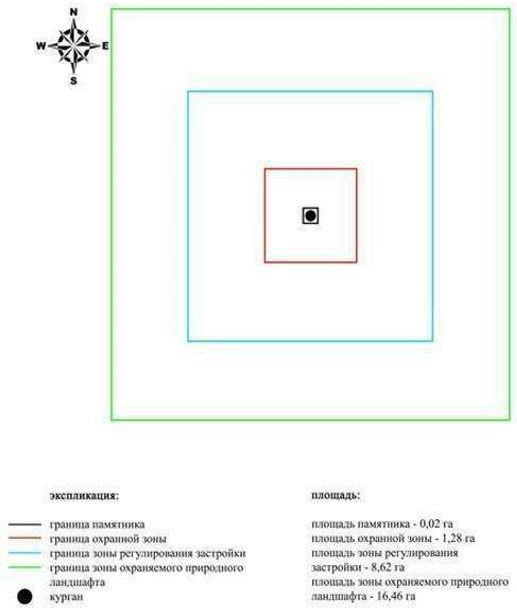 N
W E
S
экспликация:
граница памятника
граница охранной зоны
граница зоны регулирования застройки
граница зоны охраняемого природного
ландшафта
курган
площадь:
площадь памятника - 0,02 га
площадь охранной зоны - 1,28 га
площадь зоны регулирования
застройки - 8,62 га
площадь зоны охраняемого природного
ландшафта - 16,46 га